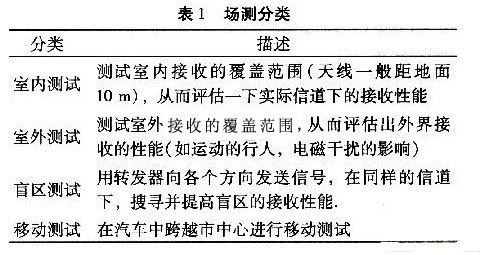 表1 场测分类
分类 描述
室内测试 测试室内接收的覆盖范围(天线一般距地面
10 m),从而评估一下实际信道下的接收性能
室外测试 测试室外接收的覆盖范围,从而评估出外界接
收的性能(如运动的行人,电磁干扰的影响)
盲区测试 用转发器向各个方向发送信号,在同样的信道
下,搜寻并提高盲区的接收性能.
移动测试 在汽车中跨越市中心进行移动测试